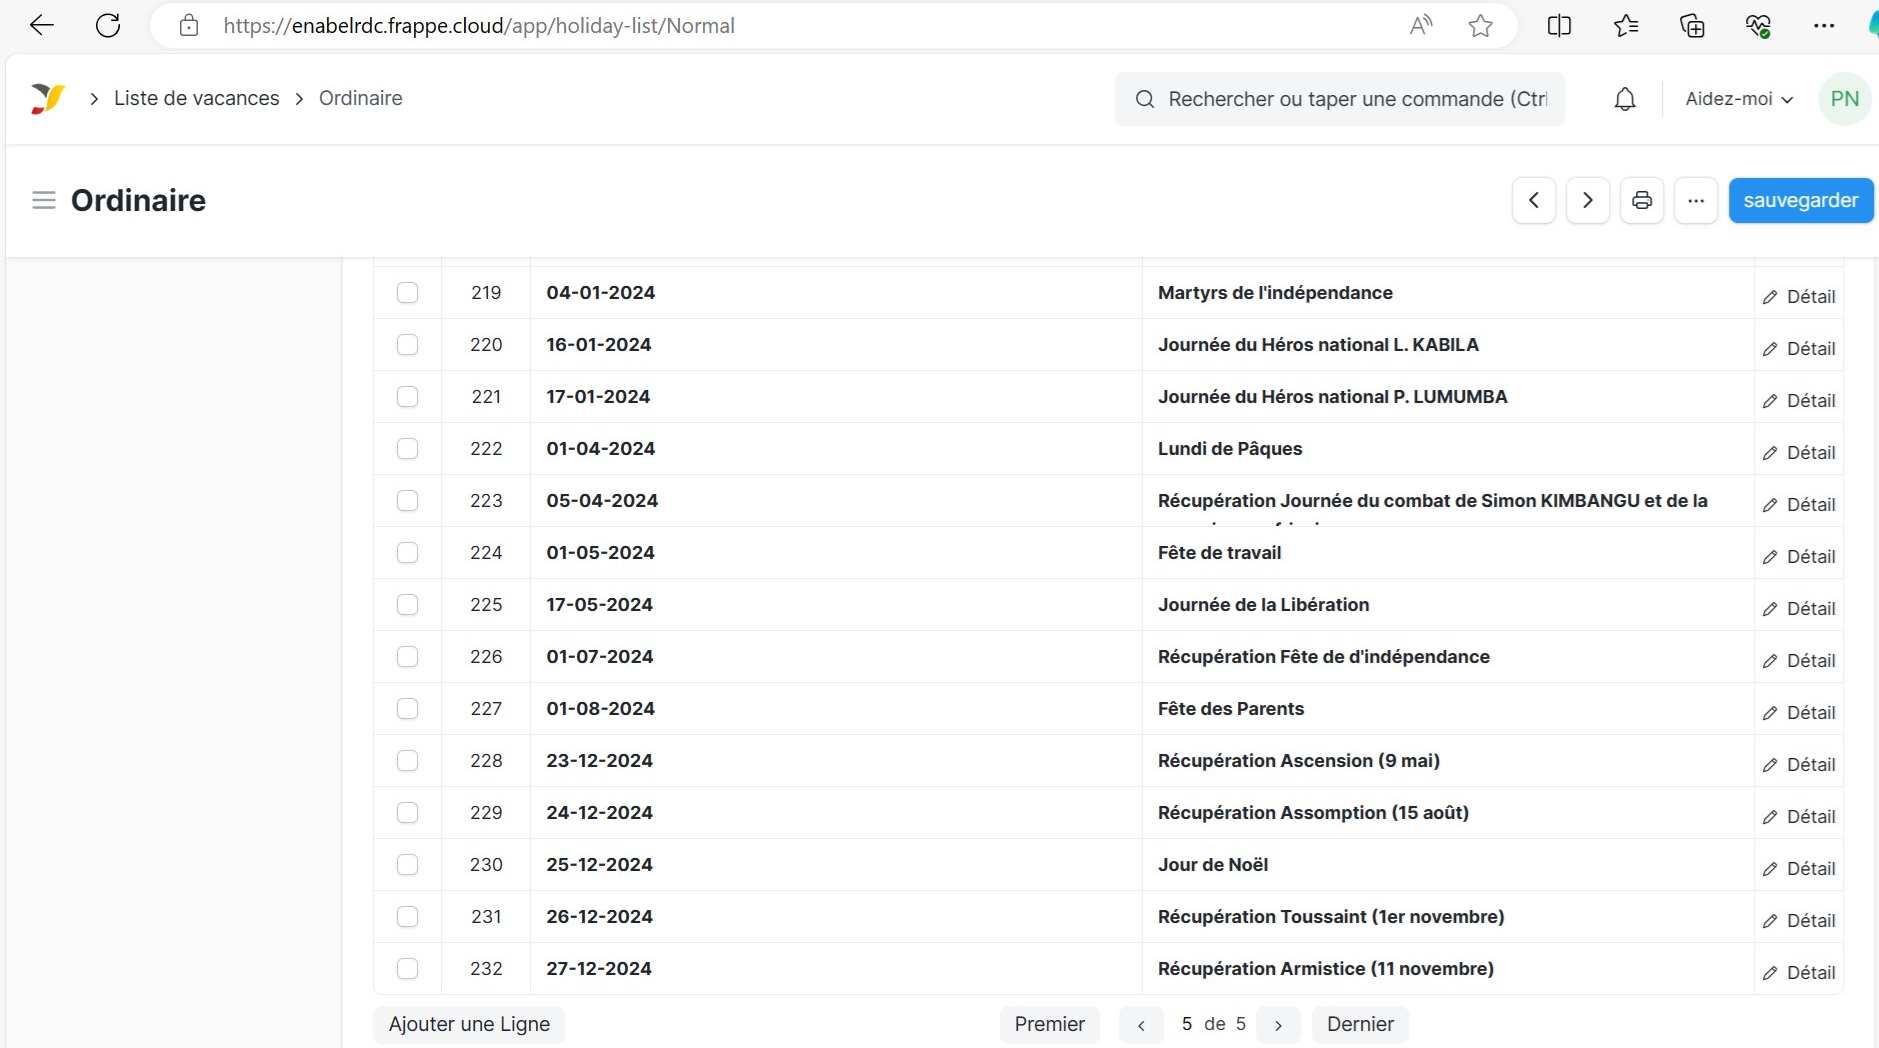 https://enabelrdc.frappe.cloud/app/holiday-list/Normal
Liste de vacances > Ordinaire
Rechercher ou taper une commande (Ctrl
Aidez-moi
PN
Ordinaire
sauvegarder
219 04-01-2024 Martyrs de l'indépendance Détail
220 16-01-2024 Journée du Héros national L. KABILA Détail
221 17-01-2024 Journée du Héros national P. LUMUMBA Détail
222 01-04-2024 Lundi de Pâques Détail
223 05-04-2024 Récupération Journée du combat de Simon KIMBANGU et de la Détail
224 01-05-2024 Fête de travail Détail
225 17-05-2024 Journée de la Libération Détail
226 01-07-2024 Récupération Fête de d'indépendance Détail
227 01-08-2024 Fête des Parents Détail
228 23-12-2024 Récupération Ascension (9 mai) Détail
229 24-12-2024 Récupération Assomption (15 août) Détail
230 25-12-2024 Jour de Noël Détail
231 26-12-2024 Récupération Toussaint (1er novembre) Détail
232 27-12-2024 Récupération Armistice (11 novembre) Détail
Ajouter une Ligne
Premier < 5 de 5 > Dernier